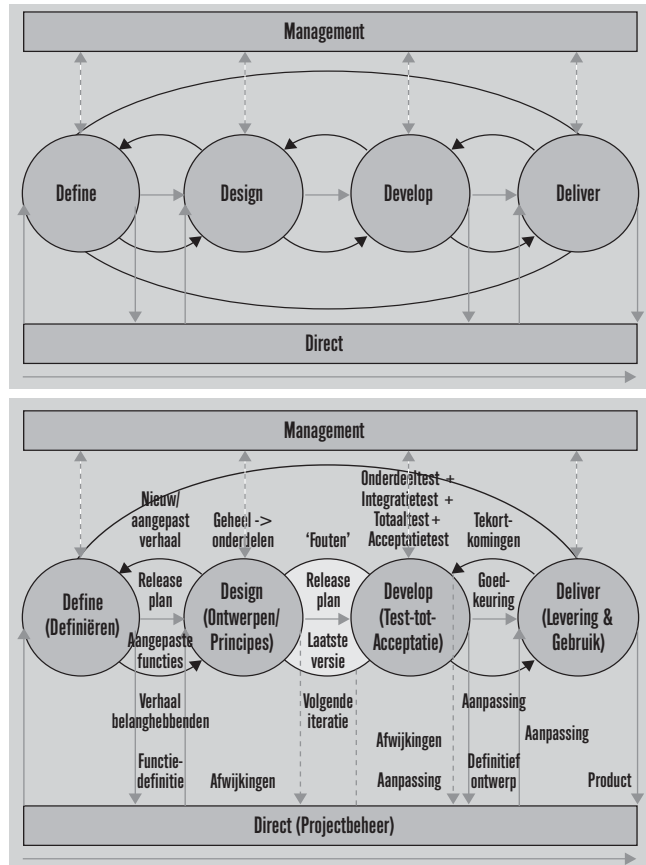 Management
Define
Design
Develop
Deliver
Direct
Management
Nieuw/
aangepast
verhaal
Geheel ->
onderdelen
'Fouten'
Onderdeeltest +
Integratietest +
Totaaltest +
Acceptatietest
Tekort-
komingen
Define
(Definiëren)
Release
plan
Aangepaste
functies
Design
(Ontwerpen/
Principes)
Release
plan
Laatste
versie
Develop
(Test-tot-
Acceptatie)
Goed-
keuring
Deliver
(Levering &
Gebruik)
Verhaal
belanghebbenden
Functie-
definitie
Afwijkingen
Volgende
iteratie
Afwijkingen
Aanpassing
Aanpassing
Definitief
ontwerp
Aanpassing
Product
Direct (Projectbeheer)